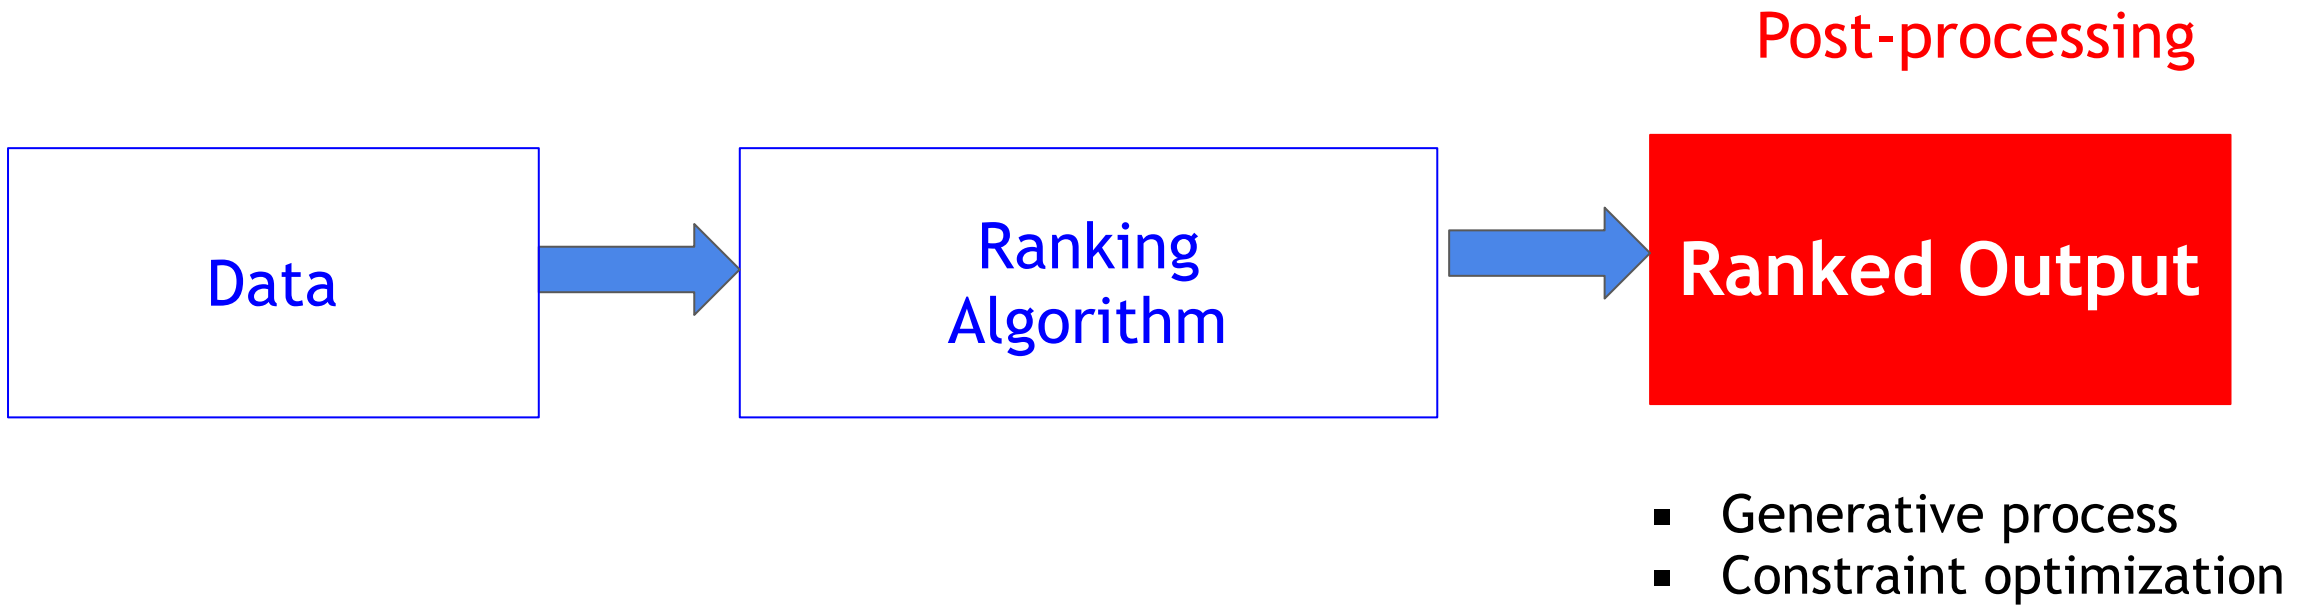 Post-processing
Data
Ranking
Algorithm
Ranked Output
▪ Generative process
▪ Constraint optimization